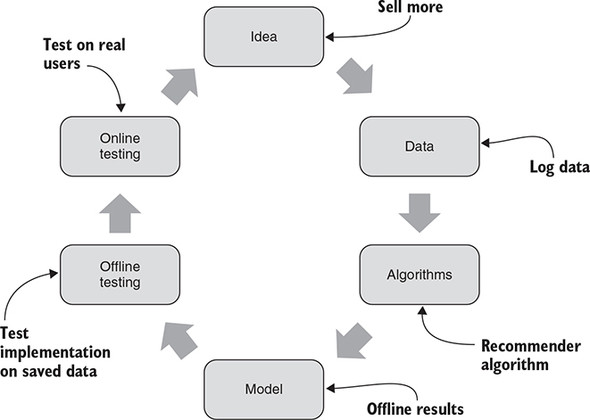 Sell more
Idea
Test on real
users
Online
testing
Data
Log data
Offline
testing
Algorithms
Test
implementation
on saved data
Recommender
algorithm
Model
Offline results